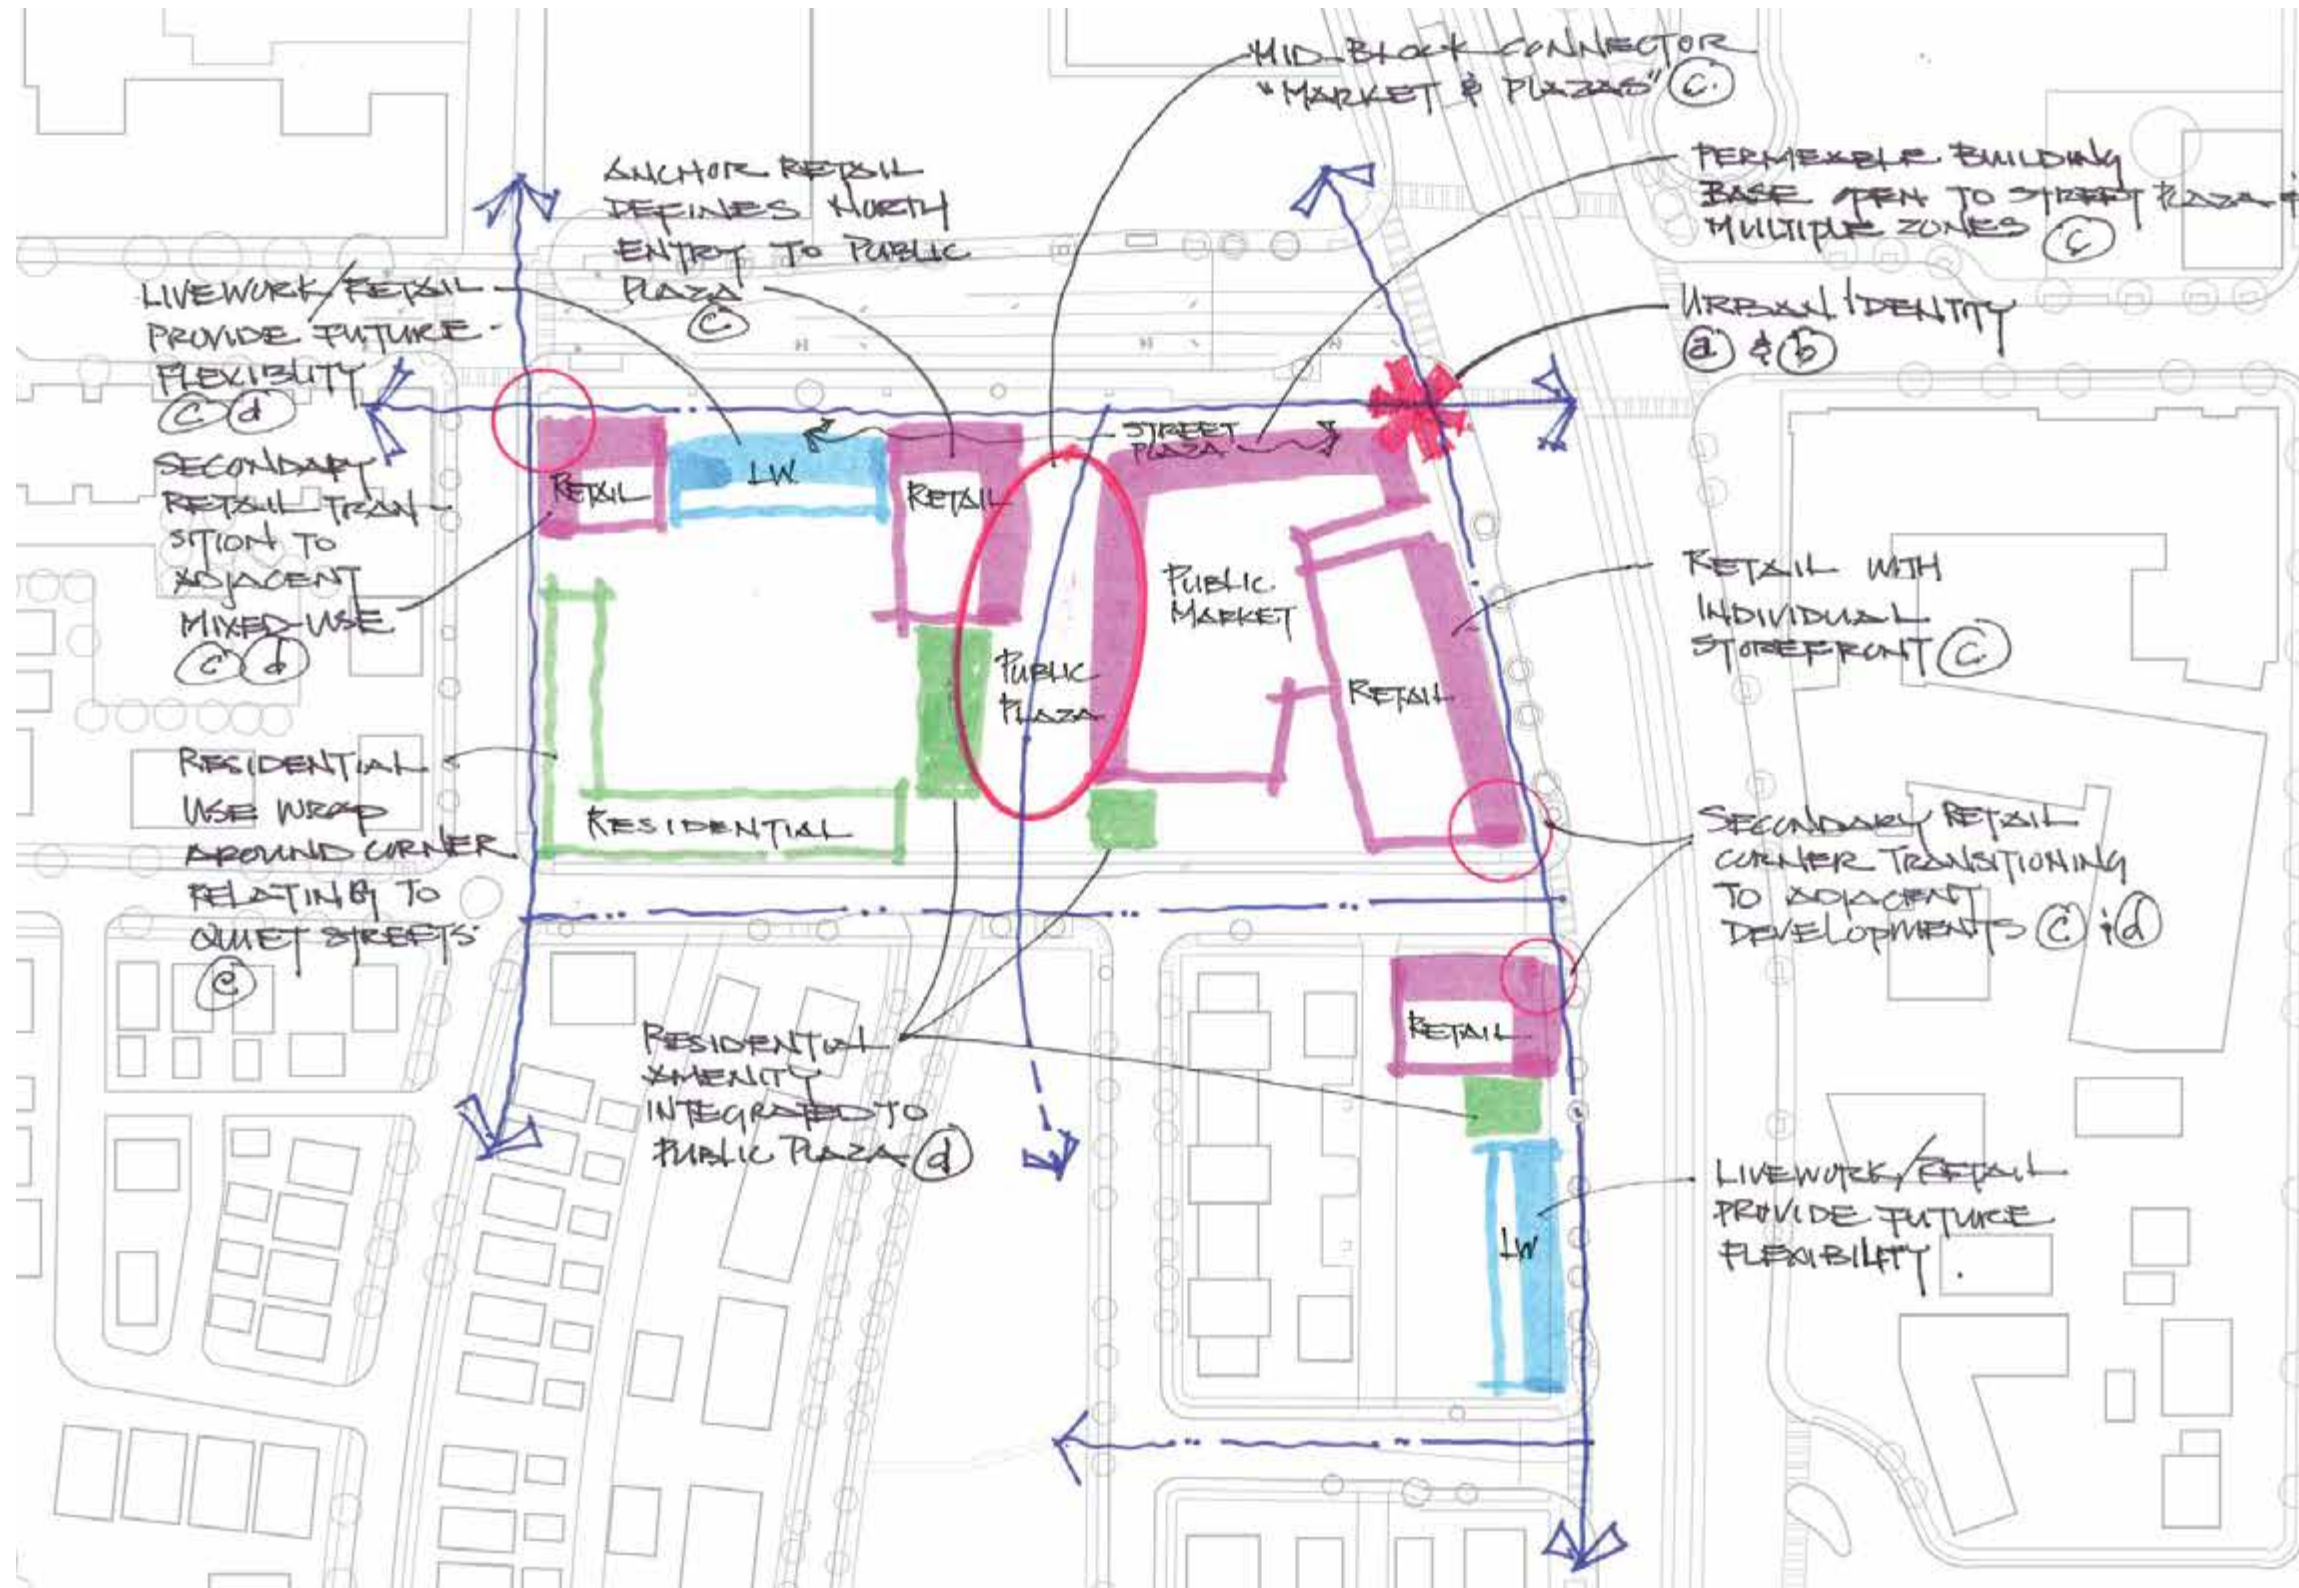 MID-BLOCK CONNECTOR
"MARKET & PLAZAS" C
ANCHOR RETAIL
DEFINES NORTH
ENTRY TO PUBLIC
PLAZA
C
PERMEABLE BUILDING
BASE OPEN TO STREET PLAZA &
MULTIPLE ZONES C
LIVEWORK/RETAIL
PROVIDE FUTURE
FLEXIBLITY
C d
URBAN IDENTITY
a & b
SECONDARY
RETAIL TRAN-
SITION TO
ADJACENT
MIXED-USE
C d
STREET
PLAZA
RETAIL
LW
RETAIL
PUBLIC
MARKET
PUBLIC
PLAZA
RETAIL
RETAIL WITH
INDIVIDUAL
STOREFRONT C
RESIDENTIAL
USE WRAP
AROUND CORNER
RELATING TO
QUIET STREETS
e
RESIDENTIAL
SECONDARY RETAIL
CORNER TRANSITIONING
TO ADJACENT
DEVELOPMENTS C & d
RESIDENTIAL
AMENITY
INTEGRATED TO
PUBLIC PLAZA d
RETAIL
LW
LIVEWORK/RETAIL
PROVIDE FUTURE
FLEXIBILITY.